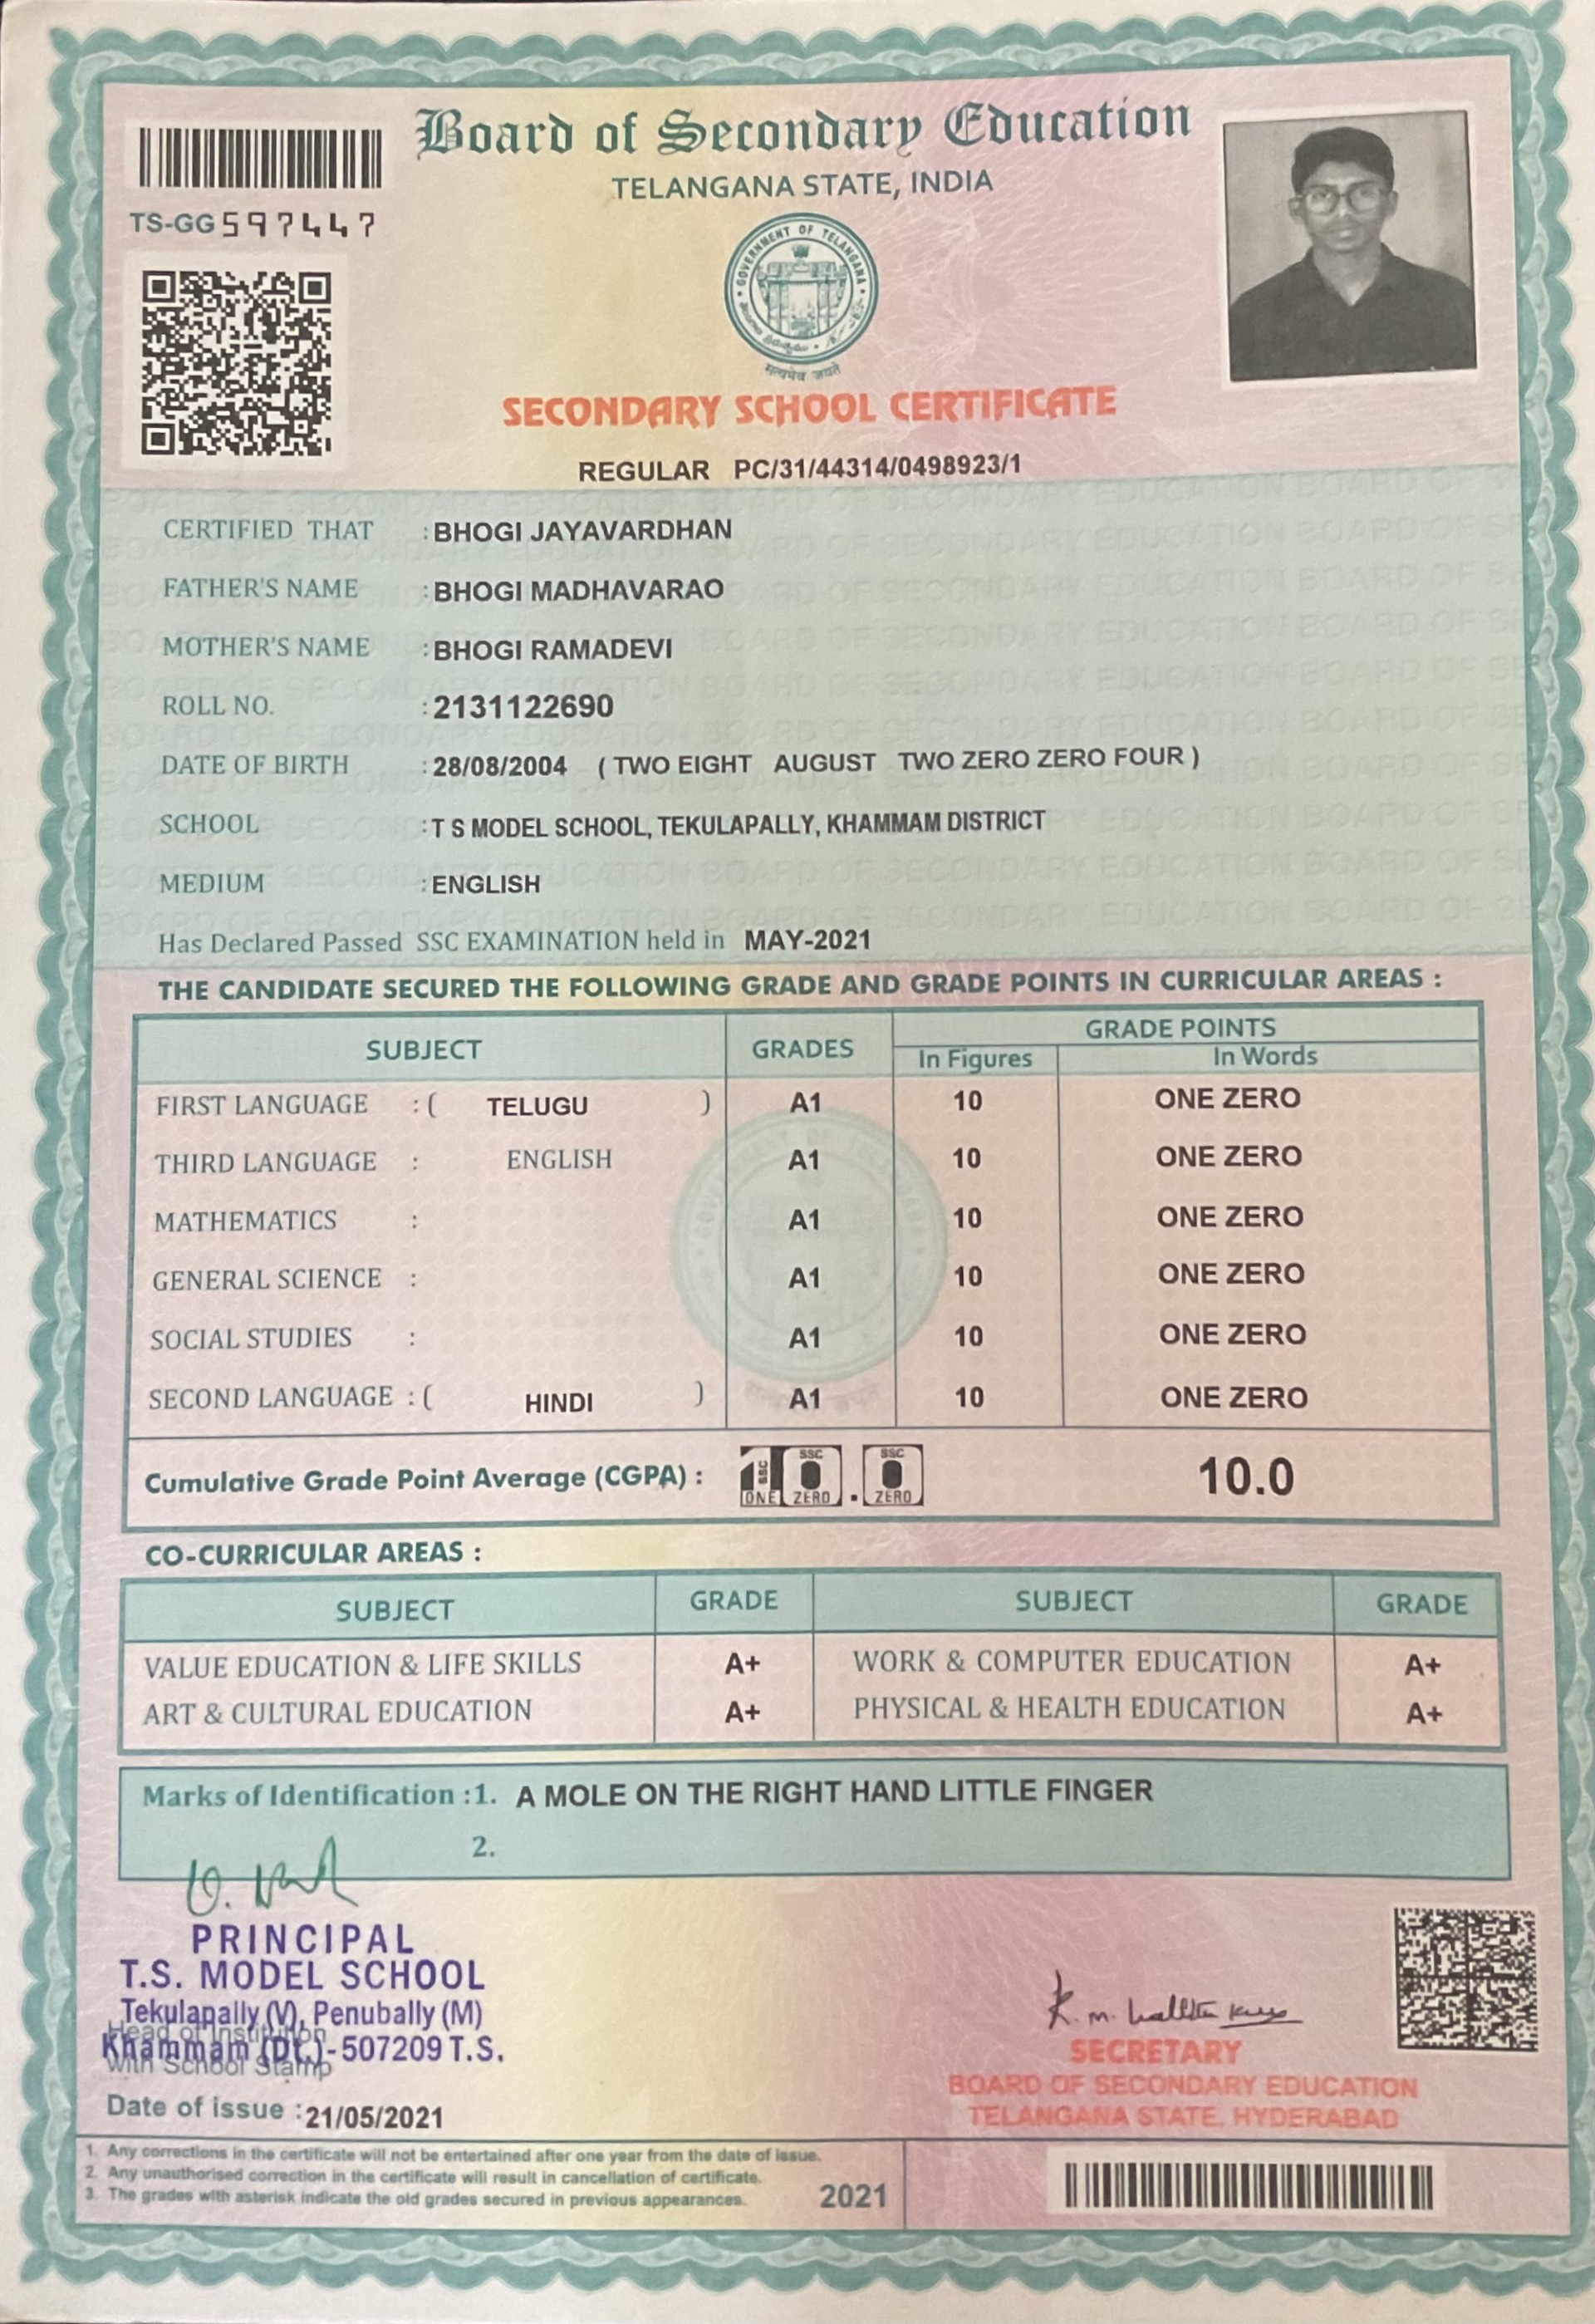 Board of Secondary Education
TELANGANA STATE, INDIA
TS-GG 597447
GOVERNMENT OF TELANGANA
सत्यमेव जयते
SECONDARY SCHOOL CERTIFICATE
REGULAR PC/31/44314/0498923/1
CERTIFIED THAT : BHOGI JAYAVARDHAN
FATHER'S NAME : BHOGI MADHAVARAO
MOTHER'S NAME : BHOGI RAMADEVI
ROLL NO. : 2131122690
DATE OF BIRTH : 28/08/2004 ( TWO EIGHT AUGUST TWO ZERO ZERO FOUR )
SCHOOL : T S MODEL SCHOOL, TEKULAPALLY, KHAMMAM DISTRICT
MEDIUM : ENGLISH
Has Declared Passed SSC EXAMINATION held in MAY-2021
THE CANDIDATE SECURED THE FOLLOWING GRADE AND GRADE POINTS IN CURRICULAR AREAS :
SUBJECT GRADES GRADE POINTS
In Figures In Words
FIRST LANGUAGE : ( TELUGU ) A1 10 ONE ZERO
THIRD LANGUAGE : ENGLISH A1 10 ONE ZERO
MATHEMATICS : A1 10 ONE ZERO
GENERAL SCIENCE : A1 10 ONE ZERO
SOCIAL STUDIES : A1 10 ONE ZERO
SECOND LANGUAGE : ( HINDI ) A1 10 ONE ZERO
Cumulative Grade Point Average (CGPA) : 1 SSC ONE 0 SSC ZERO . 0 SSC ZERO 10.0
CO-CURRICULAR AREAS :
SUBJECT GRADE SUBJECT GRADE
VALUE EDUCATION & LIFE SKILLS A+ WORK & COMPUTER EDUCATION A+
ART & CULTURAL EDUCATION A+ PHYSICAL & HEALTH EDUCATION A+
Marks of Identification :1. A MOLE ON THE RIGHT HAND LITTLE FINGER
2.
PRINCIPAL
T.S. MODEL SCHOOL
Tekulapally (V), Penubally (M)
Head of Institution
Khammam (Dt.)-507209 T.S.
with School Stamp
Date of issue : 21/05/2021
SECRETARY
BOARD OF SECONDARY EDUCATION
TELANGANA STATE, HYDERABAD
1. Any corrections in the certificate will not be entertained after one year from the date of issue.
2. Any unauthorised correction in the certificate will result in cancellation of certificate.
3. The grades with asterisk indicate the old grades secured in previous appearances.
2021